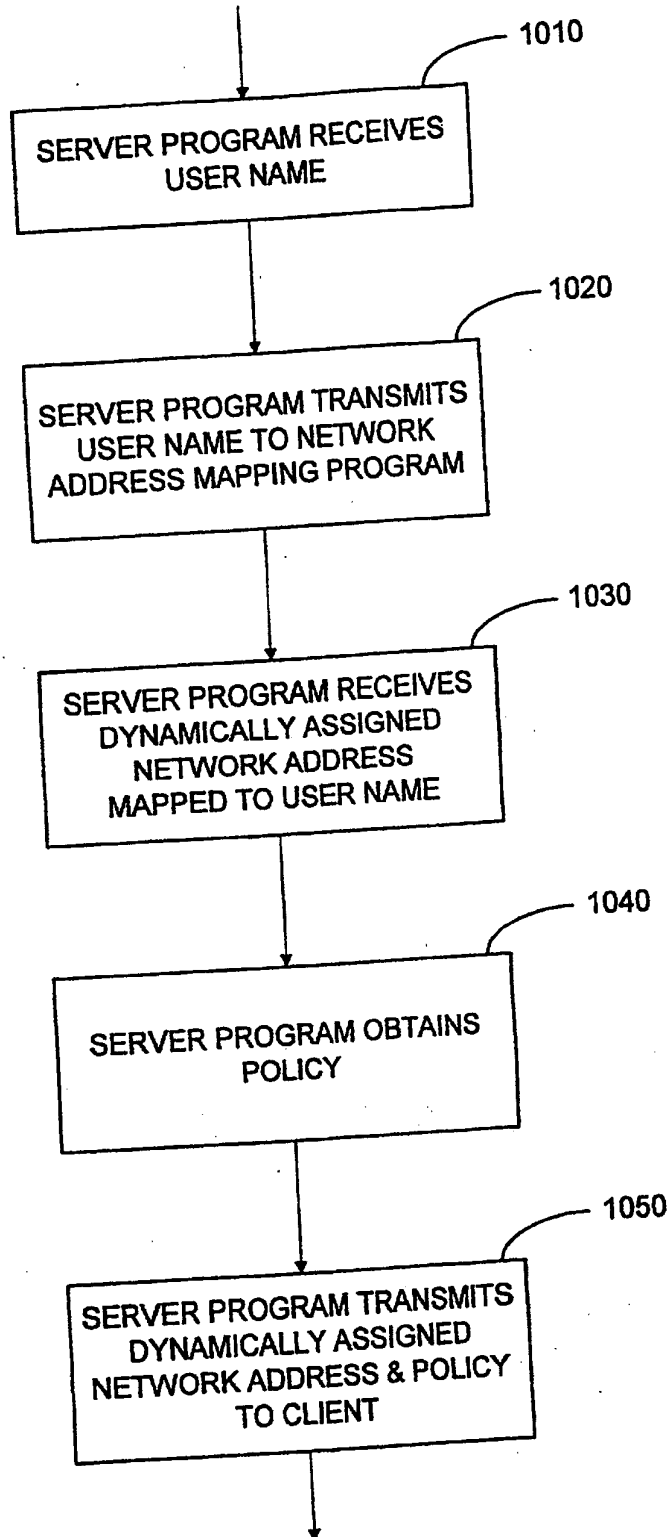 1010
SERVER PROGRAM RECEIVES
USER NAME
1020
SERVER PROGRAM TRANSMITS
USER NAME TO NETWORK
ADDRESS MAPPING PROGRAM
1030
SERVER PROGRAM RECEIVES
DYNAMICALLY ASSIGNED
NETWORK ADDRESS
MAPPED TO USER NAME
1040
SERVER PROGRAM OBTAINS
POLICY
1050
SERVER PROGRAM TRANSMITS
DYNAMICALLY ASSIGNED
NETWORK ADDRESS & POLICY
TO CLIENT